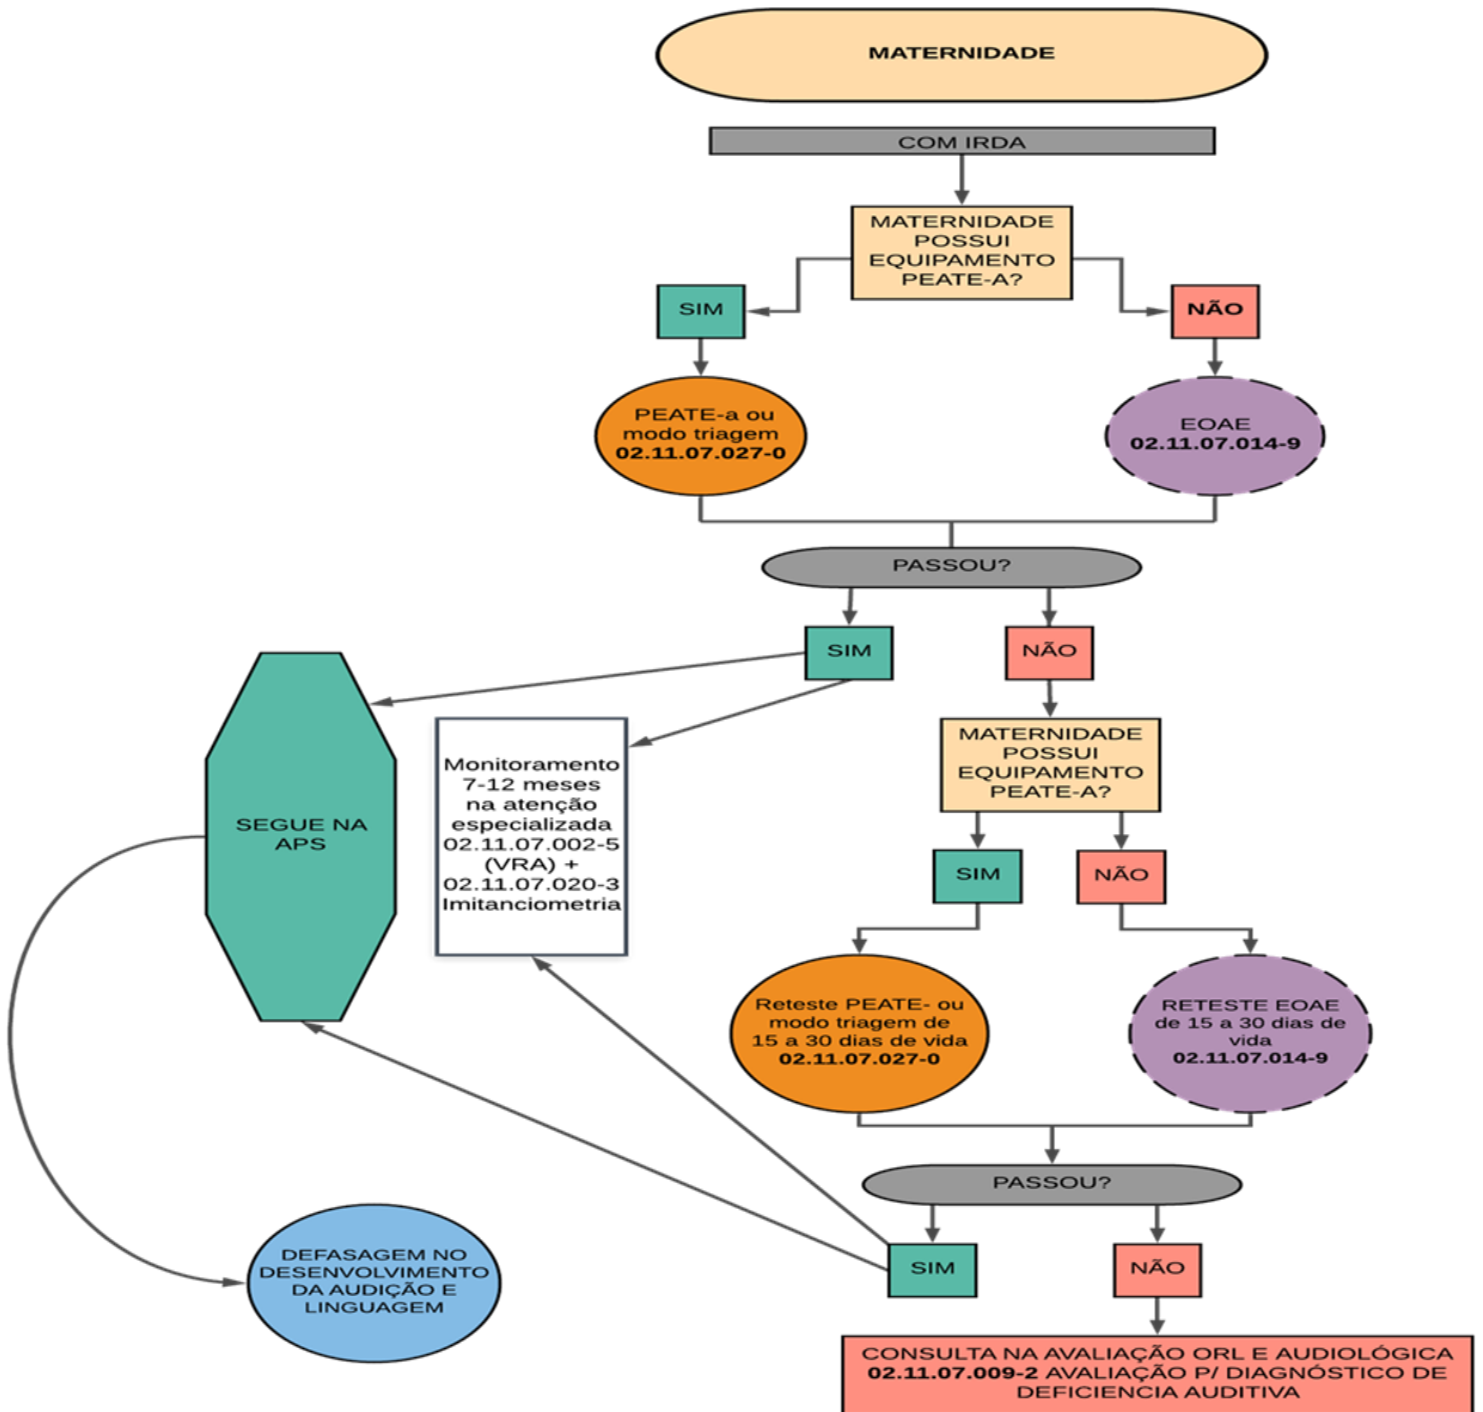 MATERNIDADE
COM IRDA
MATERNIDADE
POSSUI
EQUIPAMENTO
PEATE-A?
SIM
NÃO
PEATE-a ou
modo triagem
02.11.07.027-0
EOAE
02.11.07.014-9
PASSOU?
SIM
NÃO
MATERNIDADE
POSSUI
EQUIPAMENTO
PEATE-A?
Monitoramento
7-12 meses
na atenção
especializada
02.11.07.002-5
(VRA) +
02.11.07.020-3
Imitanciometria
SEGUE NA
APS
SIM
NÃO
Reteste PEATE- ou
modo triagem de
15 a 30 dias de vida
02.11.07.027-0
RETESTE EOAE
de 15 a 30 dias de
vida
02.11.07.014-9
PASSOU?
SIM
NÃO
DEFASAGEM NO
DESENVOLVIMENTO
DA AUDIÇÃO E
LINGUAGEM
CONSULTA NA AVALIAÇÃO ORL E AUDIOLÓGICA
02.11.07.009-2 AVALIAÇÃO P/ DIAGNÓSTICO DE
DEFICIENCIA AUDITIVA